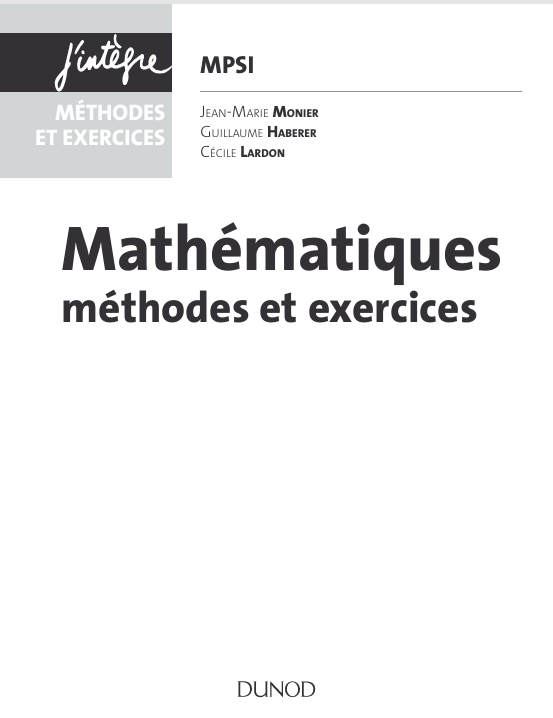 j'intègre
MÉTHODES
ET EXERCICES
MPSI
JEAN-MARIE MONIER
GUILLAUME HABERER
CÉCILE LARDON
Mathématiques
méthodes et exercices
DUNOD